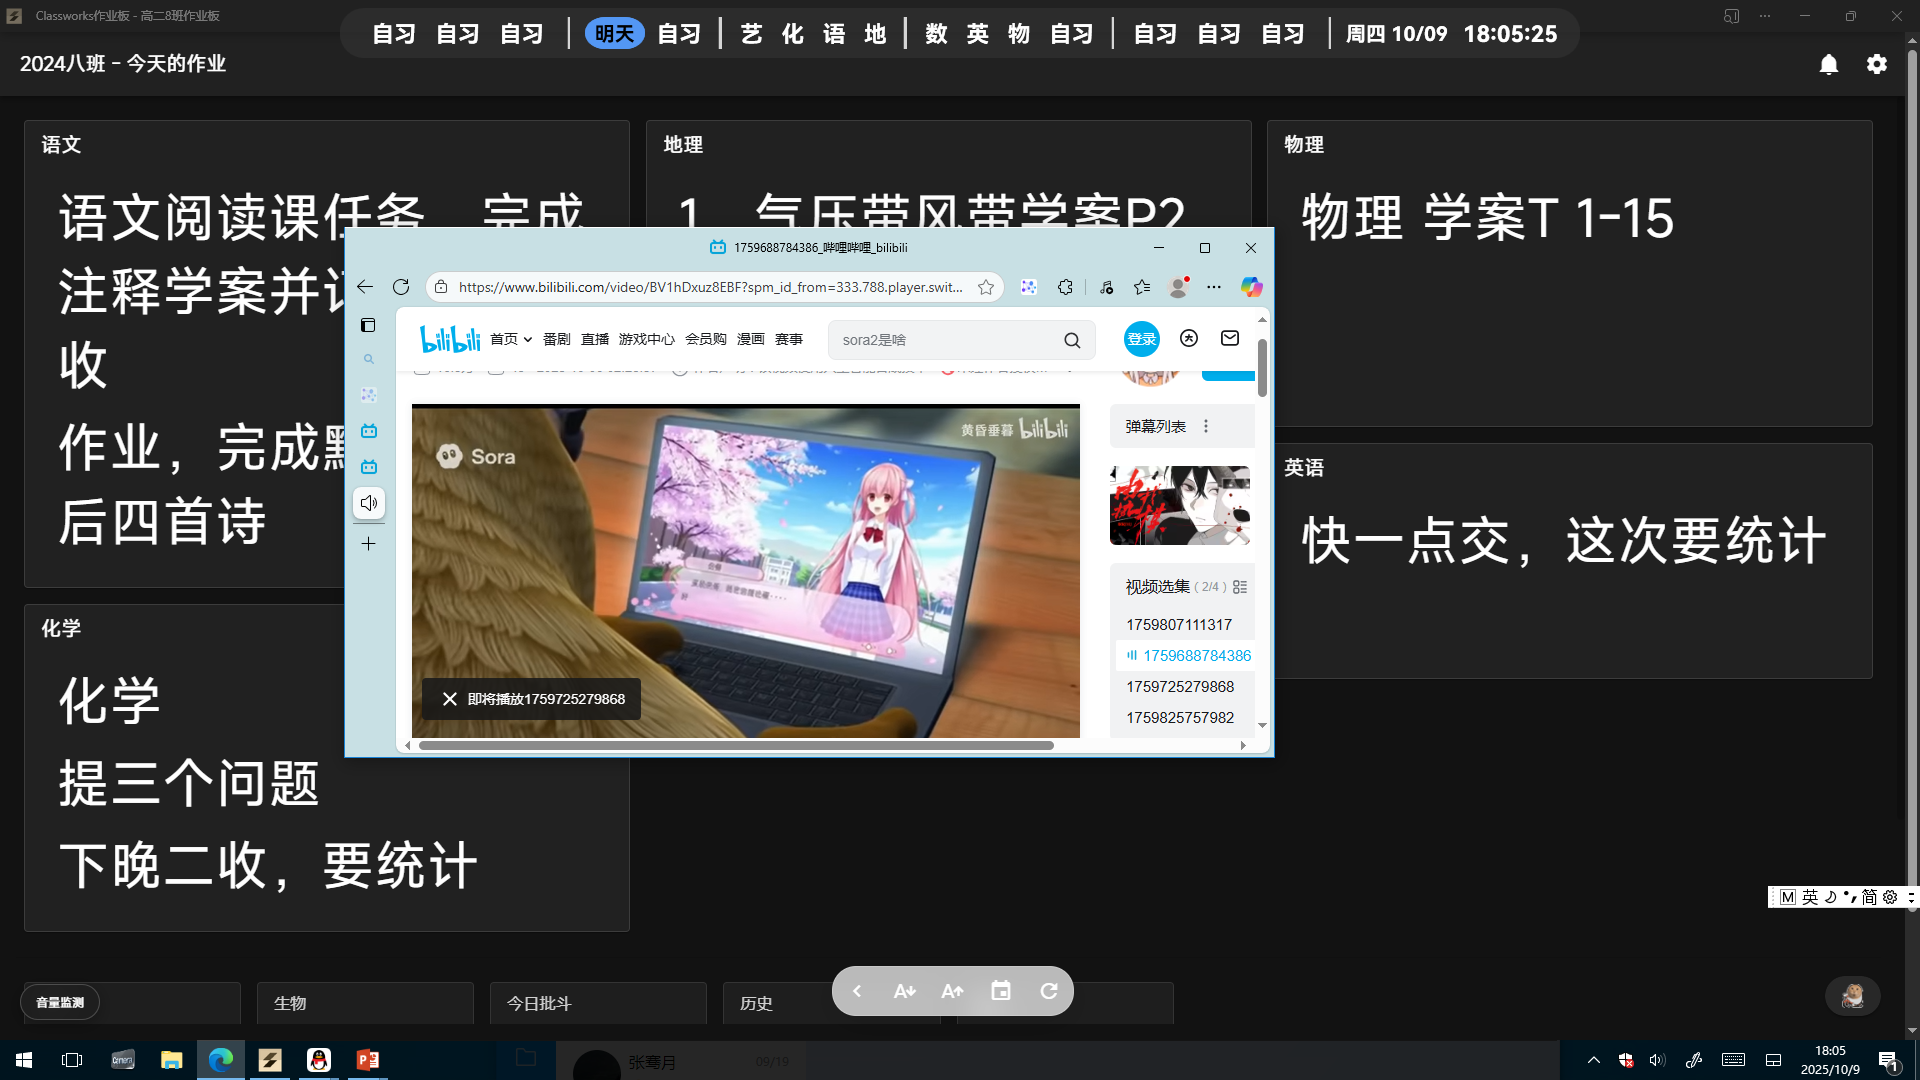 Classworks作业板 - 高二8班作业板
自习 自习 自习 明天 自习 艺 化 语 地 数 英 物 自习 自习 自习 自习 周四 10/09 18:05:25
2024八班 - 今天的作业
语文
语文阅读课任务
完成
注释学案并
收
作业，完成
后四首诗
地理
1
气压带风带学案P2
物理
物理 学案T 1-15
英语
快一点交，这次要统计
化学
化学
提三个问题
下晚二收，要统计
1759688784386_哔哩哔哩_bilibili
https://www.bilibili.com/video/BV1hDxuz8EBF?spm_id_from=333.788.player.swit...
bilibili 首页 番剧 直播 游戏中心 会员购 漫画 赛事
sora2是啥
登录
Sora
黄昏垂暮 bilibili
即将播放1759725279868
弹幕列表
视频选集 (2/4)
1759807111317
1759688784386
1759725279868
1759825757982
M 英 简
音量监测
生物
今日批斗
历史
张骞月 09/19
18:05
2025/10/9
1